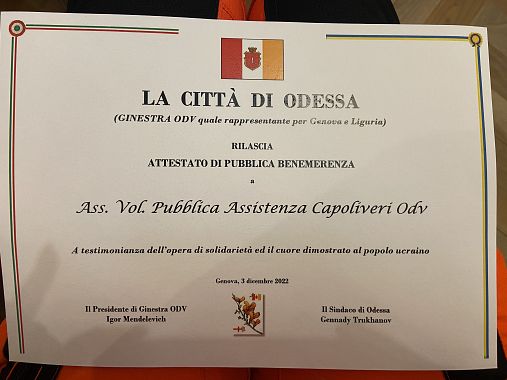 LA CITTÀ DI ODESSA
(GINESTRA ODV quale rappresentante per Genova e Liguria)
RILASCIA
ATTESTATO DI PUBBLICA BENEMERENZA
a
Ass. Vol. Pubblica Assistenza Capoliveri Odv
A testimonianza dell'opera di solidarietà ed il cuore dimostrato al popolo ucraino
Genova, 3 dicembre 2022
Il Presidente di Ginestra ODV
Igor Mendelevich
Il Sindaco di Odessa
Gennady Trukhanov